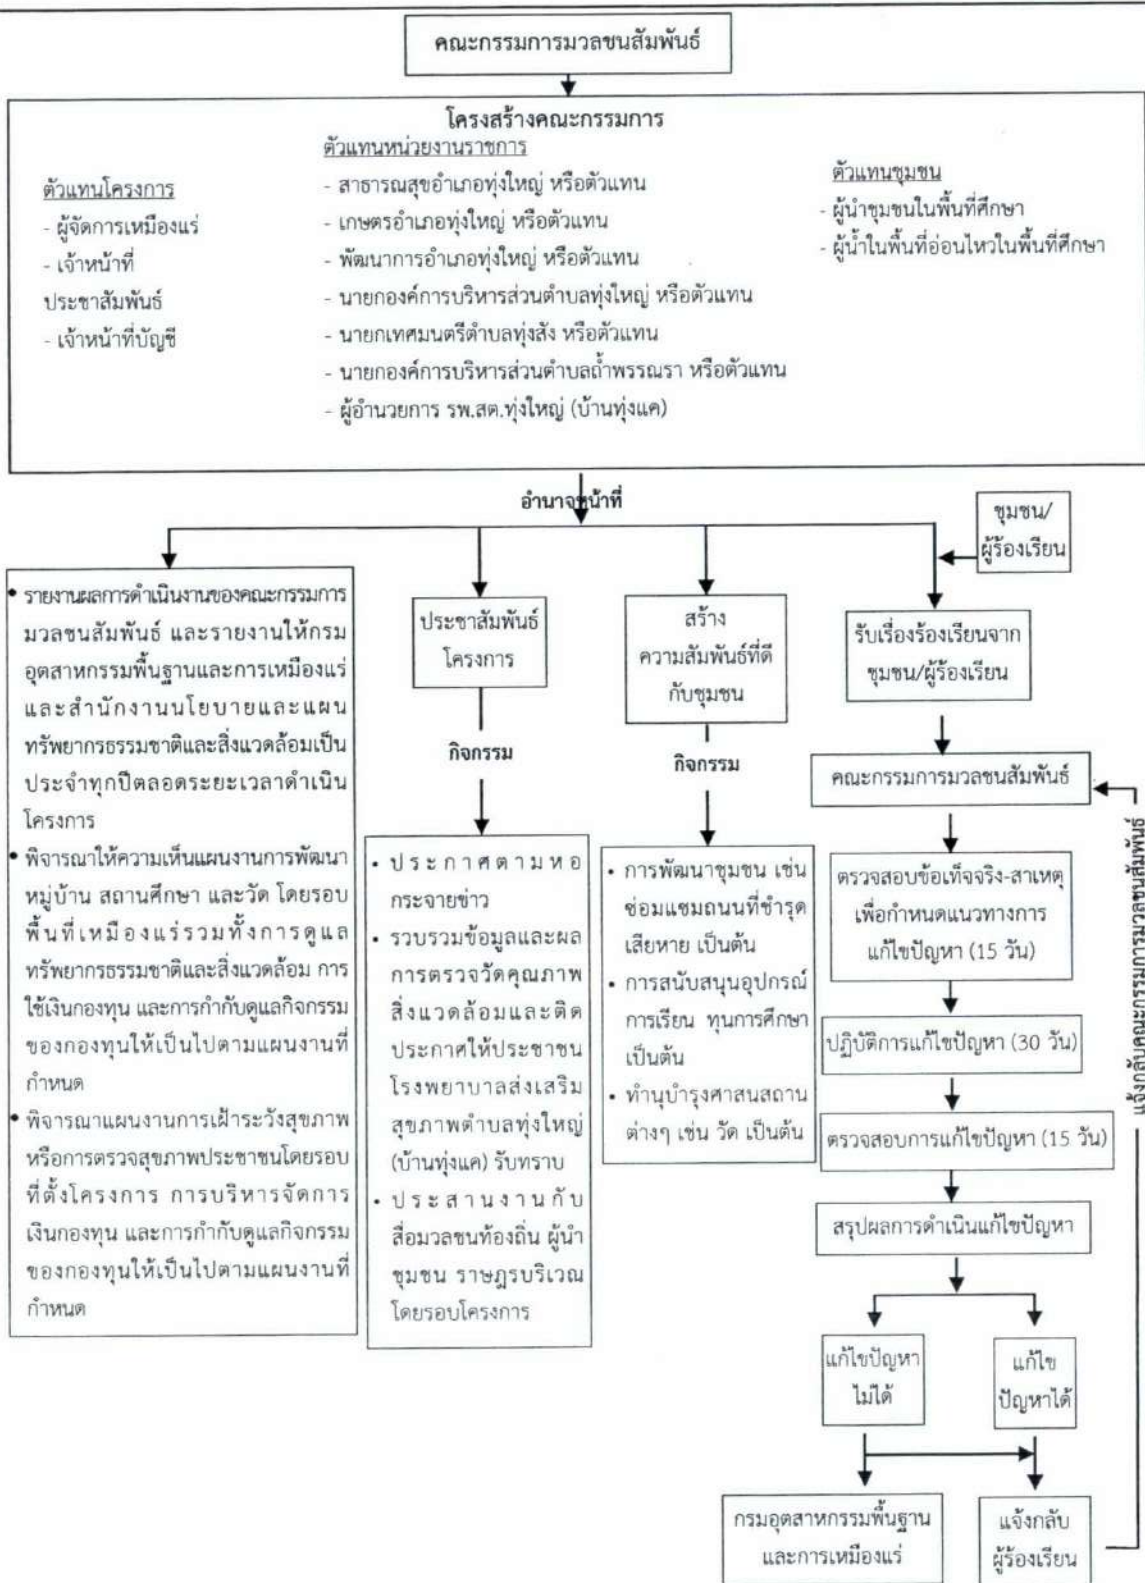 คณะกรรมการมวลชนสัมพันธ์
โครงสร้างคณะกรรมการ
ตัวแทนโครงการ
- ผู้จัดการเหมืองแร่
- เจ้าหน้าที่
ประชาสัมพันธ์
- เจ้าหน้าที่บัญชี
ตัวแทนหน่วยงานราชการ
- สาธารณสุขอำเภอทุ่งใหญ่ หรือตัวแทน
- เกษตรอำเภอทุ่งใหญ่ หรือตัวแทน
- พัฒนาการอำเภอทุ่งใหญ่ หรือตัวแทน
- นายกองค์การบริหารส่วนตำบลทุ่งใหญ่ หรือตัวแทน
- นายกเทศมนตรีตำบลทุ่งสัง หรือตัวแทน
- นายกองค์การบริหารส่วนตำบลถ้ำพรรณรา หรือตัวแทน
- ผู้อำนวยการ รพ.สต.ทุ่งใหญ่ (บ้านทุ่งแค)
ตัวแทนชุมชน
- ผู้นำชุมชนในพื้นที่ศึกษา
- ผู้นำในพื้นที่อ่อนไหวในพื้นที่ศึกษา
อำนาจหน้าที่
ชุมชน/
ผู้ร้องเรียน
• รายงานผลการดำเนินงานของคณะกรรมการ
มวลชนสัมพันธ์ และรายงานให้กรม
อุตสาหกรรมพื้นฐานและการเหมืองแร่
และสำนักงานนโยบายและแผน
ทรัพยากรธรรมชาติและสิ่งแวดล้อมเป็น
ประจำทุกปีตลอดระยะเวลาดำเนิน
โครงการ
• พิจารณาให้ความเห็นแผนงานการพัฒนา
หมู่บ้าน สถานศึกษา และวัด โดยรอบ
พื้นที่เหมืองแร่รวมทั้งการดูแล
ทรัพยากรธรรมชาติและสิ่งแวดล้อม การ
ใช้เงินกองทุน และการกำกับดูแลกิจกรรม
ของกองทุนให้เป็นไปตามแผนงานที่
กำหนด
• พิจารณาแผนงานการเฝ้าระวังสุขภาพ
หรือการตรวจสุขภาพประชาชนโดยรอบ
ที่ตั้งโครงการ การบริหารจัดการ
เงินกองทุน และการกำกับดูแลกิจกรรม
ของกองทุนให้เป็นไปตามแผนงานที่
กำหนด
ประชาสัมพันธ์
โครงการ
กิจกรรม
• ประกาศตามหอ
กระจายข่าว
• รวบรวมข้อมูลและผล
การตรวจวัดคุณภาพ
สิ่งแวดล้อมและติด
ประกาศให้ประชาชน
โรงพยาบาลส่งเสริม
สุขภาพตำบลทุ่งใหญ่
(บ้านทุ่งแค) รับทราบ
• ประสานงานกับ
สื่อมวลชนท้องถิ่น ผู้นำ
ชุมชน ราษฎรบริเวณ
โดยรอบโครงการ
สร้าง
ความสัมพันธ์ที่ดี
กับชุมชน
กิจกรรม
• การพัฒนาชุมชน เช่น
ซ่อมแซมถนนที่ชำรุด
เสียหาย เป็นต้น
• การสนับสนุนอุปกรณ์
การเรียน ทุนการศึกษา
เป็นต้น
• ทำนุบำรุงศาสนสถาน
ต่างๆ เช่น วัด เป็นต้น
รับเรื่องร้องเรียนจาก
ชุมชน/ผู้ร้องเรียน
คณะกรรมการมวลชนสัมพันธ์
ตรวจสอบข้อเท็จจริง-สาเหตุ
เพื่อกำหนดแนวทางการ
แก้ไขปัญหา (15 วัน)
ปฏิบัติการแก้ไขปัญหา (30 วัน)
ตรวจสอบการแก้ไขปัญหา (15 วัน)
สรุปผลการดำเนินแก้ไขปัญหา
แก้ไขปัญหา
ไม่ได้
แก้ไข
ปัญหาได้
กรมอุตสาหกรรมพื้นฐาน
และการเหมืองแร่
แจ้งกลับ
ผู้ร้องเรียน
แจ้งกลับคณะกรรมการมวลชนสัมพันธ์